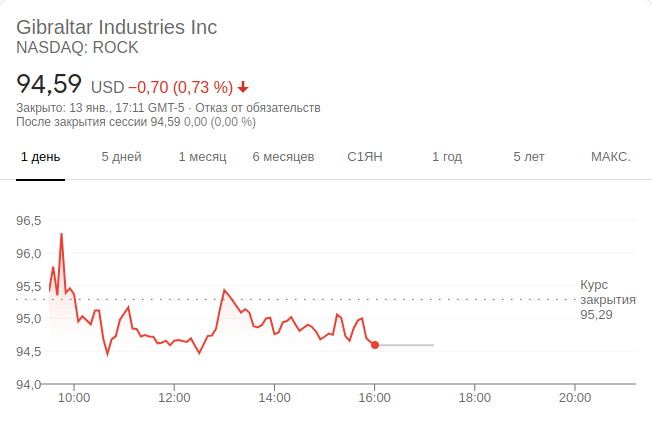 Gibraltar Industries Inc
NASDAQ: ROCK
94,59 USD −0,70 (0,73 %)
Закрыто: 13 янв., 17:11 GMT-5 · Отказ от обязательств
После закрытия сессии 94,59 0,00 (0,00 %)
1 день 5 дней 1 месяц 6 месяцев С1ЯН 1 год 5 лет МАКС.
96,5
96,0
95,5
95,0
94,5
94,0
Курс
закрытия
95,29
10:00 12:00 14:00 16:00 18:00 20:00